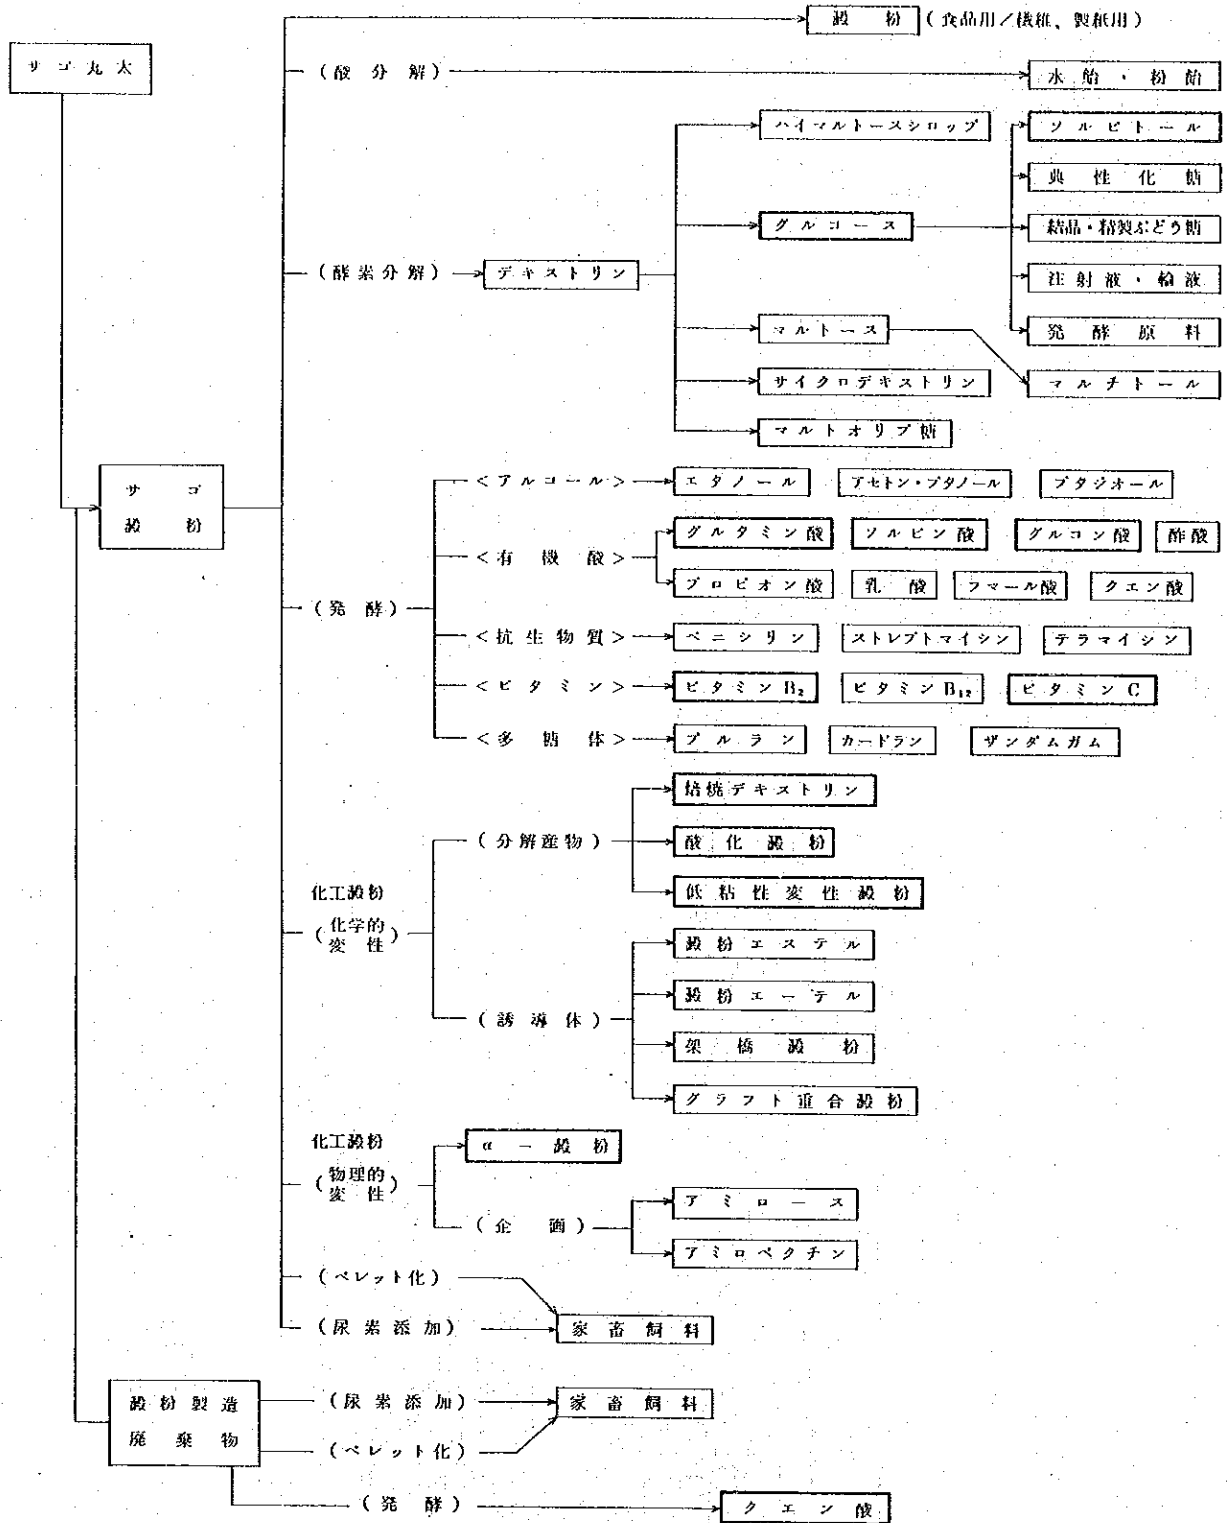 澱粉（食品用／繊維、製紙用）
サゴ丸太
（酸分解）
水飴・粉飴
ハイマルトースシロップ
ソルビトール
典性化糖
グルコース
結晶・精製ぶどう糖
（酵素分解）
デキストリン
注射液・輸液
マルトース
発酵原料
サイクロデキストリン
マルチトール
マルトオリブ糖
サゴ
澱粉
＜アルコール＞
エタノール
アセトン・ブタノール
ブタジオール
＜有機酸＞
グルタミン酸
ソルビン酸
グルコン酸
酢酸
プロピオン酸
乳酸
フマール酸
クエン酸
（発酵）
＜抗生物質＞
ペニシリン
ストレプトマイシン
テラマイシン
＜ビタミン＞
ビタミンB₂
ビタミンB₁₂
ビタミンC
＜多糖体＞
プルラン
カードラン
ザンダムガム
焙焼デキストリン
（分解産物）
酸化澱粉
低粘性変性澱粉
化工澱粉
（化学的
変性）
澱粉エステル
澱粉エーテル
（誘導体）
架橋澱粉
グラフト重合澱粉
化工澱粉
（物理的
変性）
α－澱粉
（企画）
アミロース
アミロペクチン
（ペレット化）
（尿素添加）
家畜飼料
澱粉製造
廃棄物
（尿素添加）
家畜飼料
（ペレット化）
（発酵）
クエン酸